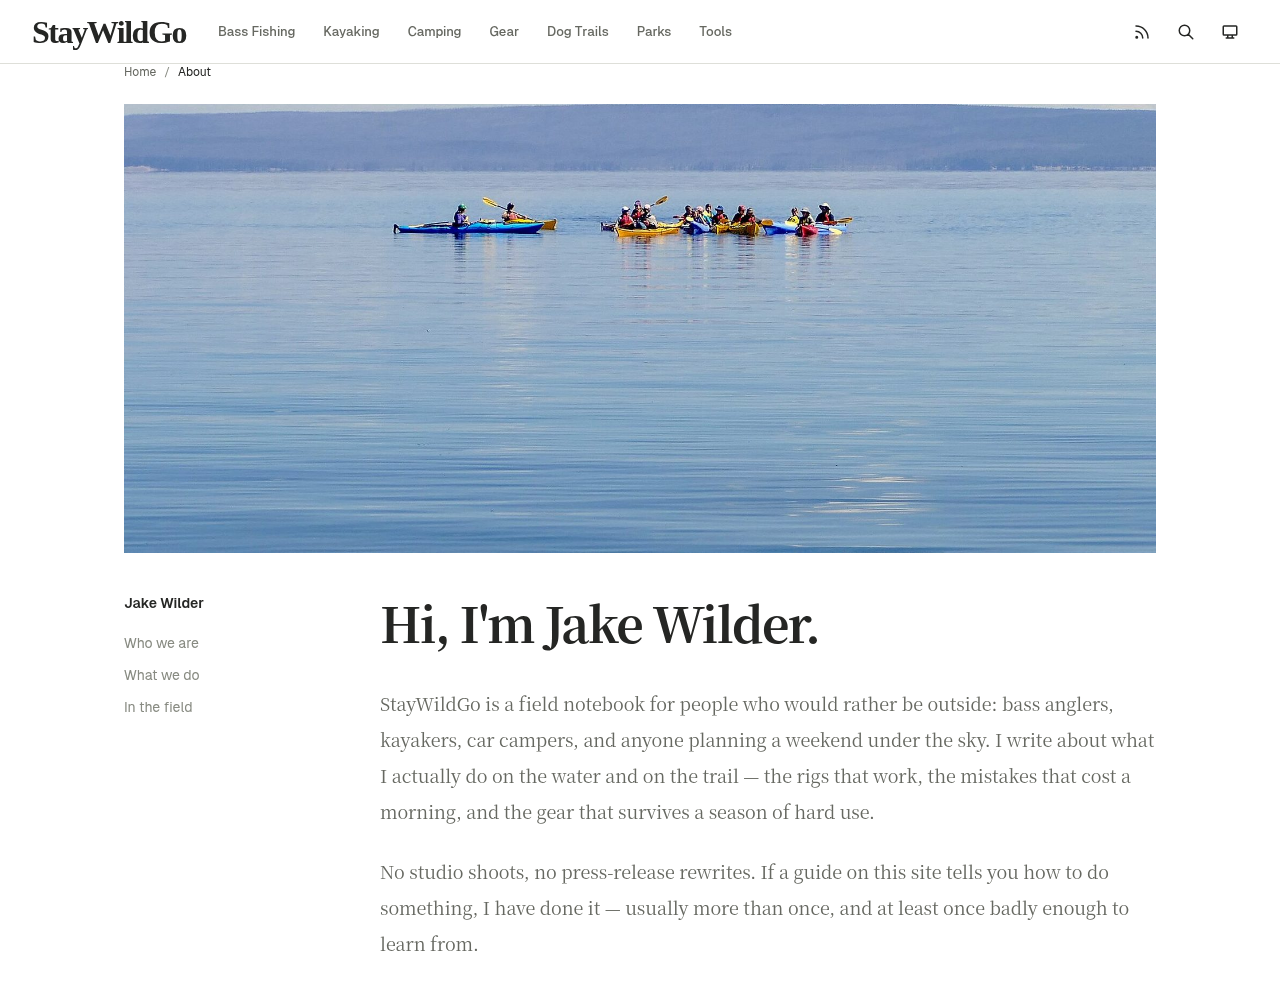 StayWildGo
Bass Fishing Kayaking Camping Gear Dog Trails Parks Tools
Home / About
Jake Wilder
Who we are
What we do
In the field
Hi, I'm Jake Wilder.
StayWildGo is a field notebook for people who would rather be outside: bass anglers,
kayakers, car campers, and anyone planning a weekend under the sky. I write about what
I actually do on the water and on the trail — the rigs that work, the mistakes that cost a
morning, and the gear that survives a season of hard use.
No studio shoots, no press-release rewrites. If a guide on this site tells you how to do
something, I have done it — usually more than once, and at least once badly enough to
learn from.